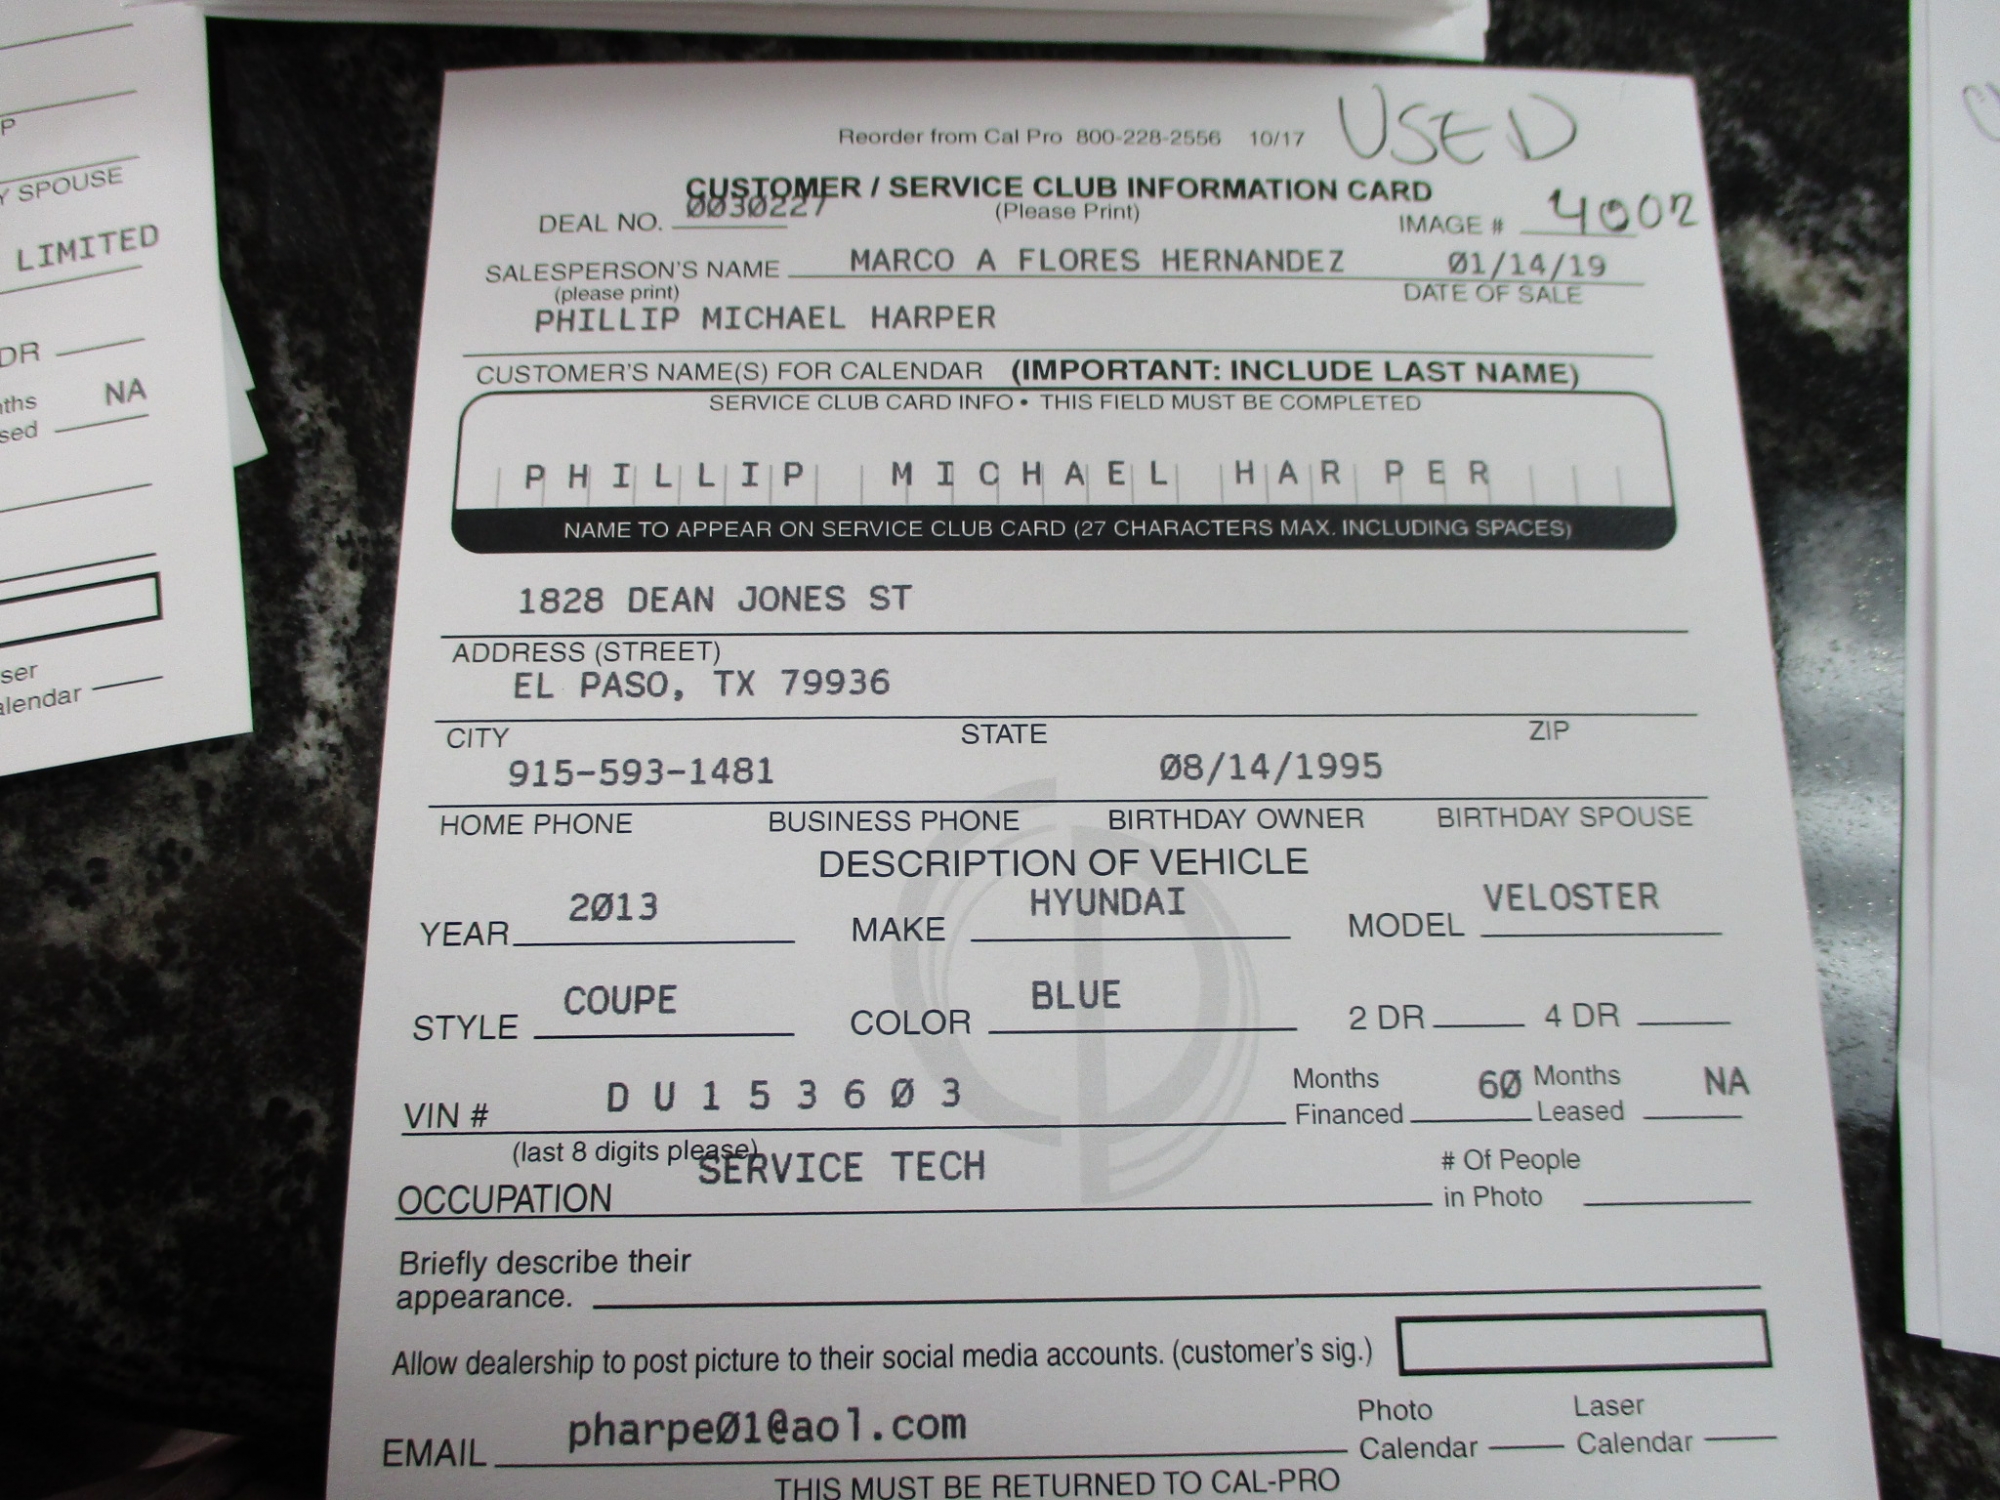 P
Y SPOUSE
LIMITED
DR
NA
sed
ser
alendar
Reorder from Cal Pro 800-228-2556 10/17
USED
CUSTOMER / SERVICE CLUB INFORMATION CARD
DEAL NO. 0030227 (Please Print) IMAGE # 4002
SALESPERSON'S NAME MARCO A FLORES HERNANDEZ 01/14/19
(please print) DATE OF SALE
PHILLIP MICHAEL HARPER
CUSTOMER'S NAME(S) FOR CALENDAR (IMPORTANT: INCLUDE LAST NAME)
SERVICE CLUB CARD INFO • THIS FIELD MUST BE COMPLETED
PHILLIP MICHAEL HARPER
NAME TO APPEAR ON SERVICE CLUB CARD (27 CHARACTERS MAX. INCLUDING SPACES)
1828 DEAN JONES ST
ADDRESS (STREET)
EL PASO, TX 79936
CITY STATE ZIP
915-593-1481 08/14/1995
HOME PHONE BUSINESS PHONE BIRTHDAY OWNER BIRTHDAY SPOUSE
DESCRIPTION OF VEHICLE
YEAR 2013 MAKE HYUNDAI MODEL VELOSTER
STYLE COUPE COLOR BLUE 2 DR 4 DR
VIN # DU153603 Months Financed 60 Months Leased NA
(last 8 digits please)
OCCUPATION SERVICE TECH # Of People in Photo
Briefly describe their
appearance.
Allow dealership to post picture to their social media accounts. (customer's sig.)
EMAIL pharpe01@aol.com Photo Calendar Laser Calendar
THIS MUST BE RETURNED TO CAL-PRO